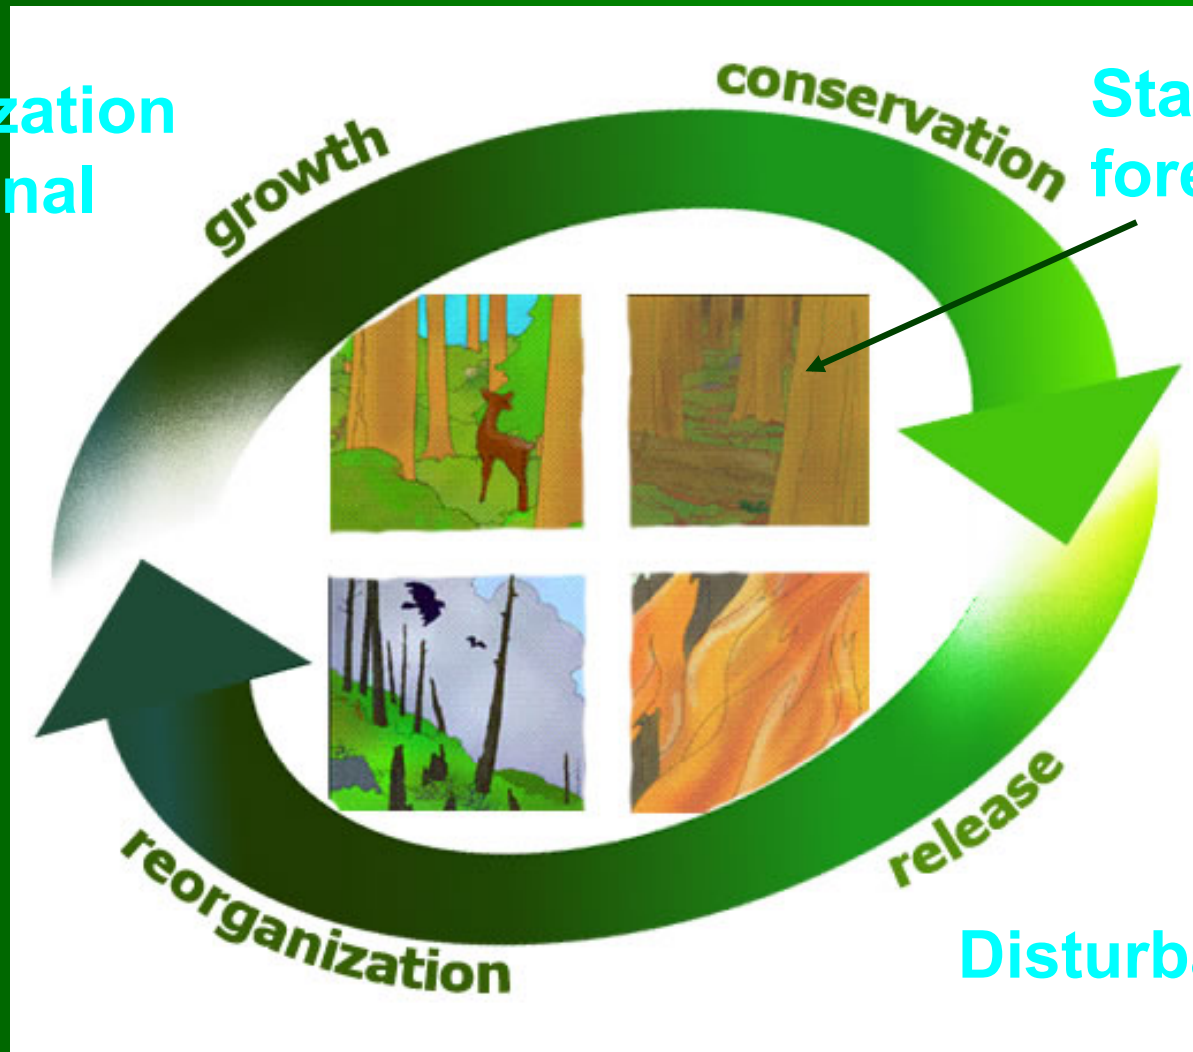 zation
nal
growth
conservation
Sta
fore
release
reorganization
Disturb